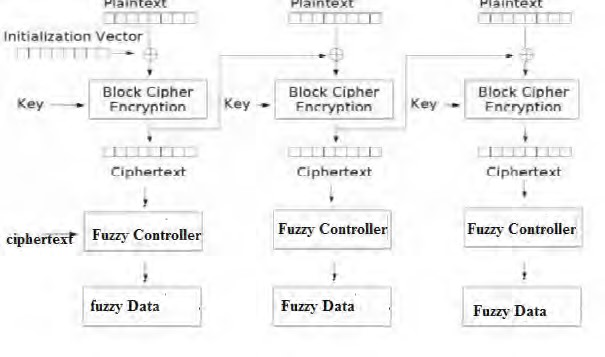 Plaintext Plaintext Plaintext
Initialization Vector
Key Block Cipher Encryption Key Block Cipher Encryption Key Block Cipher Encryption
Ciphertext Ciphertext Ciphertext
ciphertext Fuzzy Controller Fuzzy Controller Fuzzy Controller
fuzzy Data Fuzzy Data Fuzzy Data